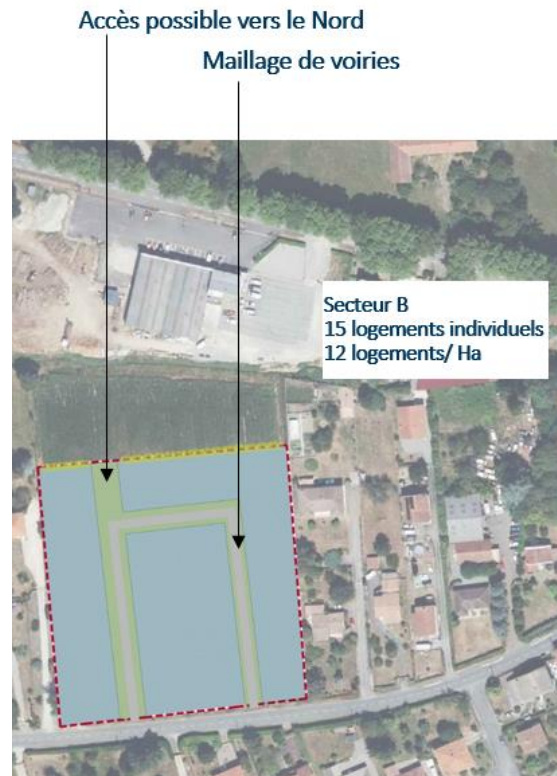 Accès possible vers le Nord
Maillage de voiries
Secteur B
15 logements individuels
12 logements/ Ha